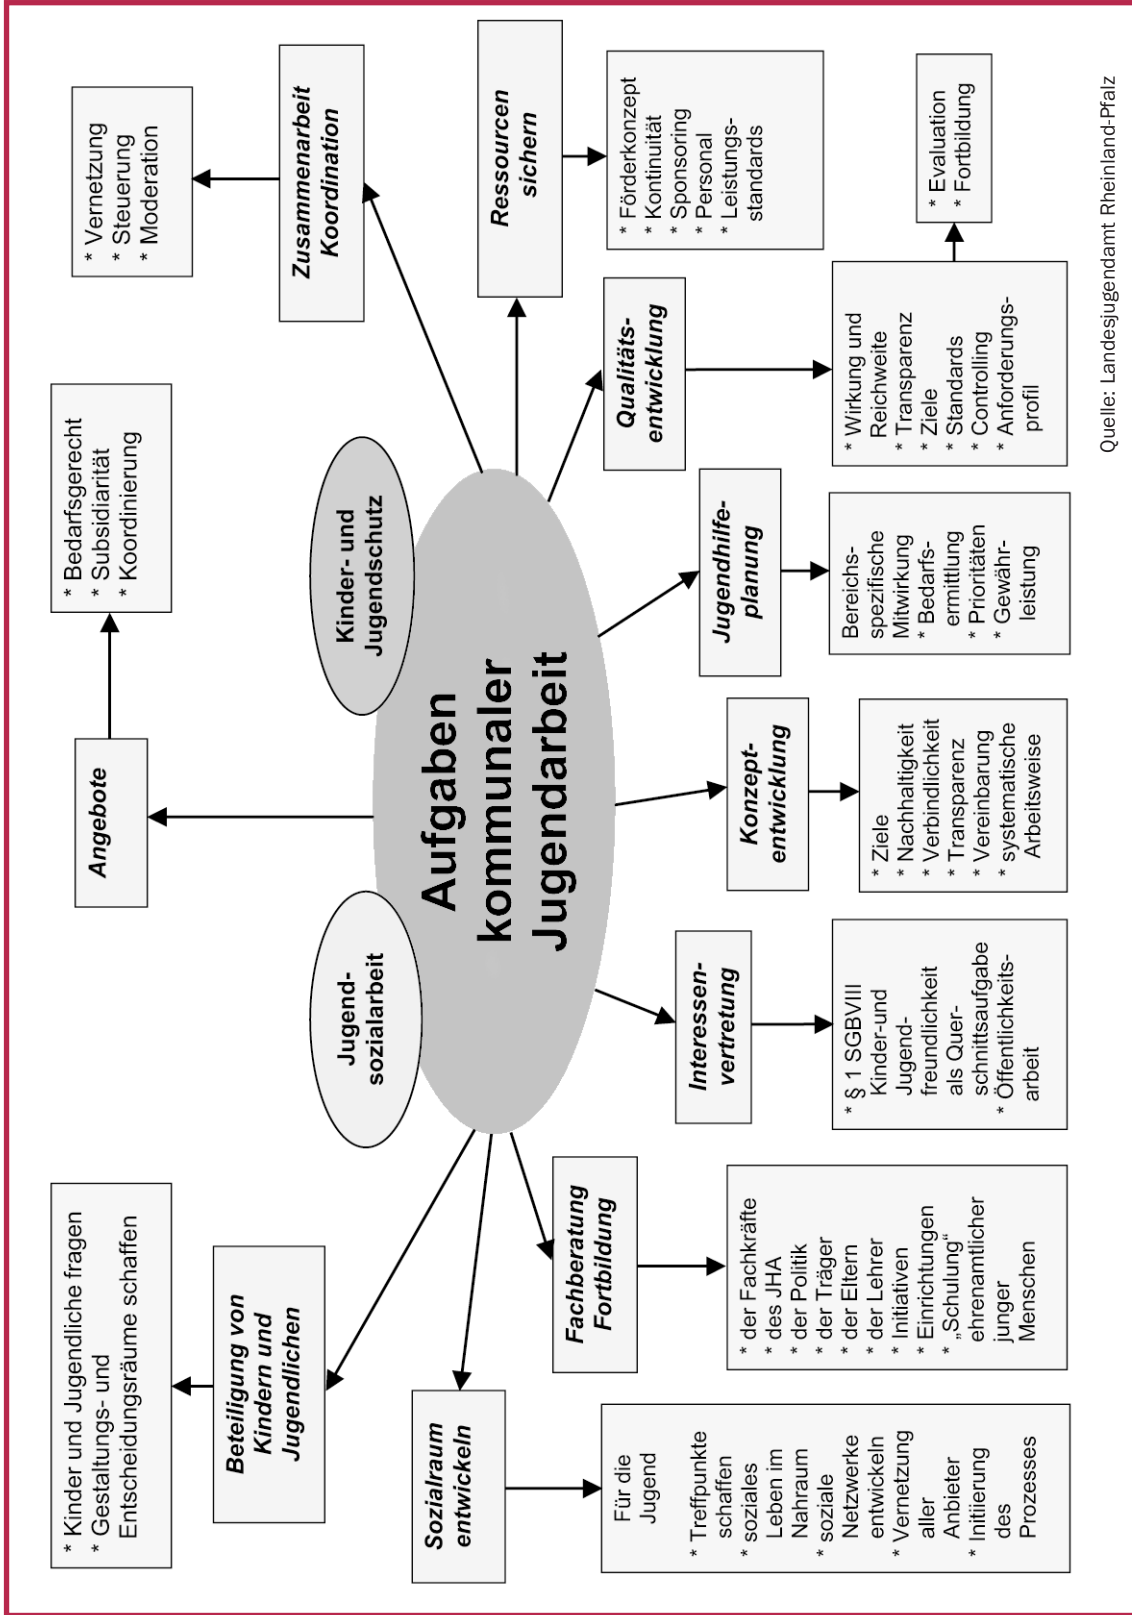 * Kinder und Jugendliche fragen
* Gestaltungs- und
Entscheidungsräume schaffen
Beteiligung von
Kindern und
Jugendlichen
Angebote
* Bedarfsgerecht
* Subsidiarität
* Koordinierung
* Vernetzung
* Steuerung
* Moderation
Zusammenarbeit
Koordination
Jugend-
sozialarbeit
Kinder- und
Jugendschutz
Aufgaben
kommunaler
Jugendarbeit
Sozialraum
entwickeln
Für die
Jugend
* Treffpunkte
schaffen
* soziales
Leben im
Nahraum
* soziale
Netzwerke
entwickeln
* Vernetzung
aller
Anbieter
* Initiierung
des
Prozesses
Fachberatung
Fortbildung
* der Fachkräfte
* des JHA
* der Politik
* der Träger
* der Eltern
* der Lehrer
* Initiativen
* Einrichtungen
* „Schulung“
ehrenamtlicher
junger
Menschen
Interessen-
vertretung
* § 1 SGBVIII
Kinder-und
Jugend-
freundlichkeit
als Quer-
schnittsaufgabe
* Öffentlichkeits-
arbeit
Konzept-
entwicklung
* Ziele
* Nachhaltigkeit
* Verbindlichkeit
* Transparenz
* Vereinbarung
* systematische
Arbeitsweise
Jugendhilfe-
planung
Bereichs-
spezifische
Mitwirkung
* Bedarfs-
ermittlung
* Prioritäten
* Gewähr-
leistung
Qualitäts-
entwicklung
* Wirkung und
Reichweite
* Transparenz
* Ziele
* Standards
* Controlling
* Anforderungs-
profil
* Evaluation
* Fortbildung
Ressourcen
sichern
* Förderkonzept
* Kontinuität
* Sponsoring
* Personal
* Leistungs-
standards
Quelle: Landesjugendamt Rheinland-Pfalz